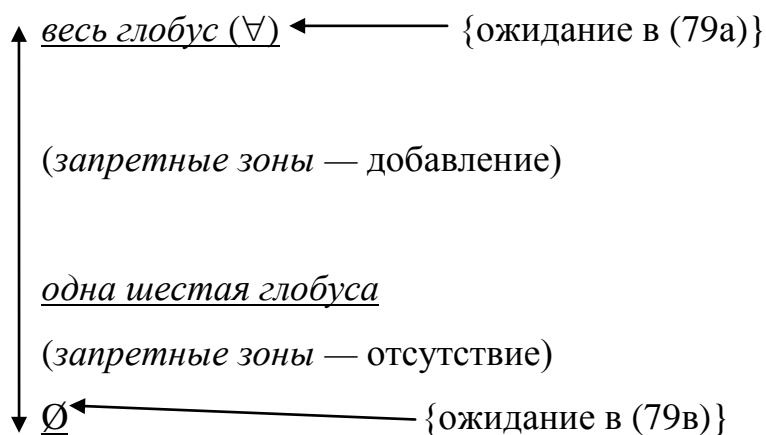 весь глобус (∀) {ожидание в (79а)}
(запретные зоны — добавление)
одна шестая глобуса
(запретные зоны — отсутствие)
Ø {ожидание в (79в)}